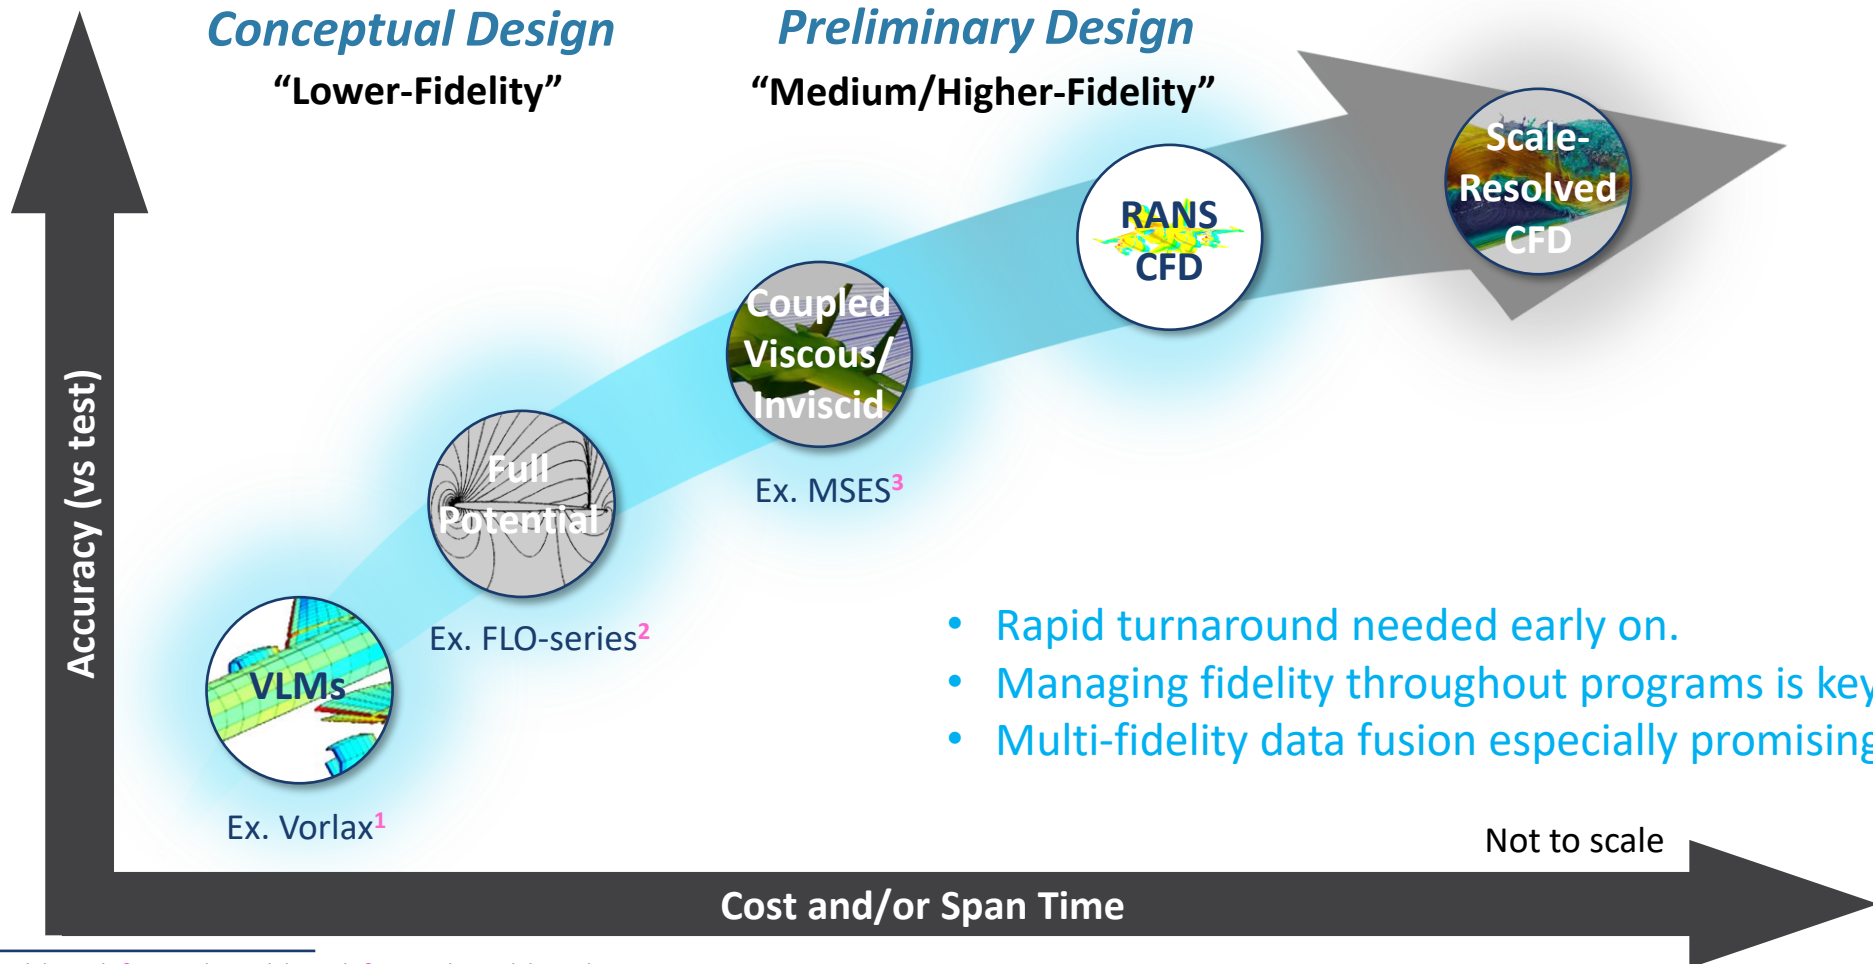 Conceptual Design
“Lower-Fidelity”
Preliminary Design
“Medium/Higher-Fidelity”
Scale-
Resolved
CFD
RANS
CFD
Coupled
Viscous/
Inviscid
Ex. MSES3
Full
Potential
Ex. FLO-series2
VLMs
Ex. Vorlax1
Accuracy (vs test)
• Rapid turnaround needed early on.
• Managing fidelity throughout programs is key
• Multi-fidelity data fusion especially promising
Not to scale
Cost and/or Span Time